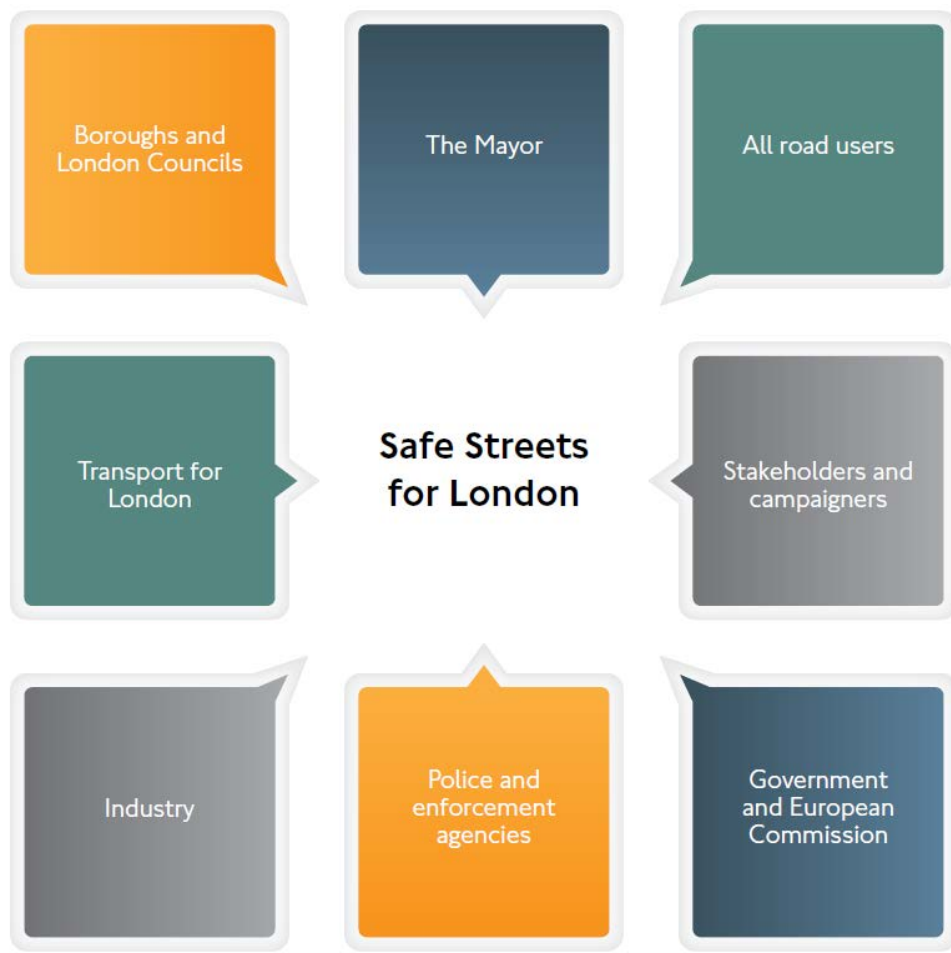 Boroughs and
London Councils
The Mayor
All road users
Transport for
London
Safe Streets
for London
Stakeholders and
campaigners
Industry
Police and
enforcement
agencies
Government
and European
Commission